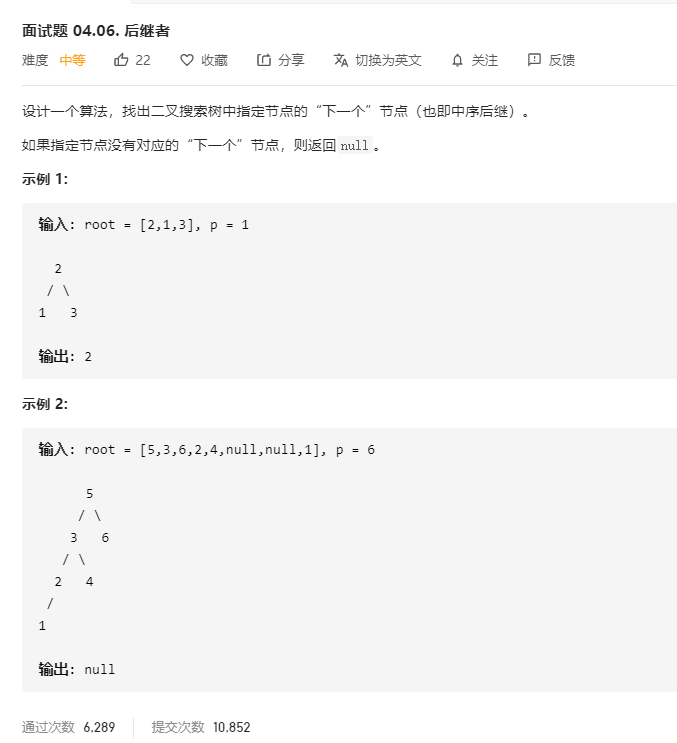 面试题 04.06. 后继者
难度 中等 22 收藏 分享 切换为英文 关注 反馈
设计一个算法，找出二叉搜索树中指定节点的“下一个”节点（也即中序后继）。
如果指定节点没有对应的“下一个”节点，则返回null。
示例 1:
输入: root = [2,1,3], p = 1
2
/ \
1 3
输出: 2
示例 2:
输入: root = [5,3,6,2,4,null,null,1], p = 6
5
/ \
3 6
/ \
2 4
/
1
输出: null
通过次数 6,289 提交次数 10,852